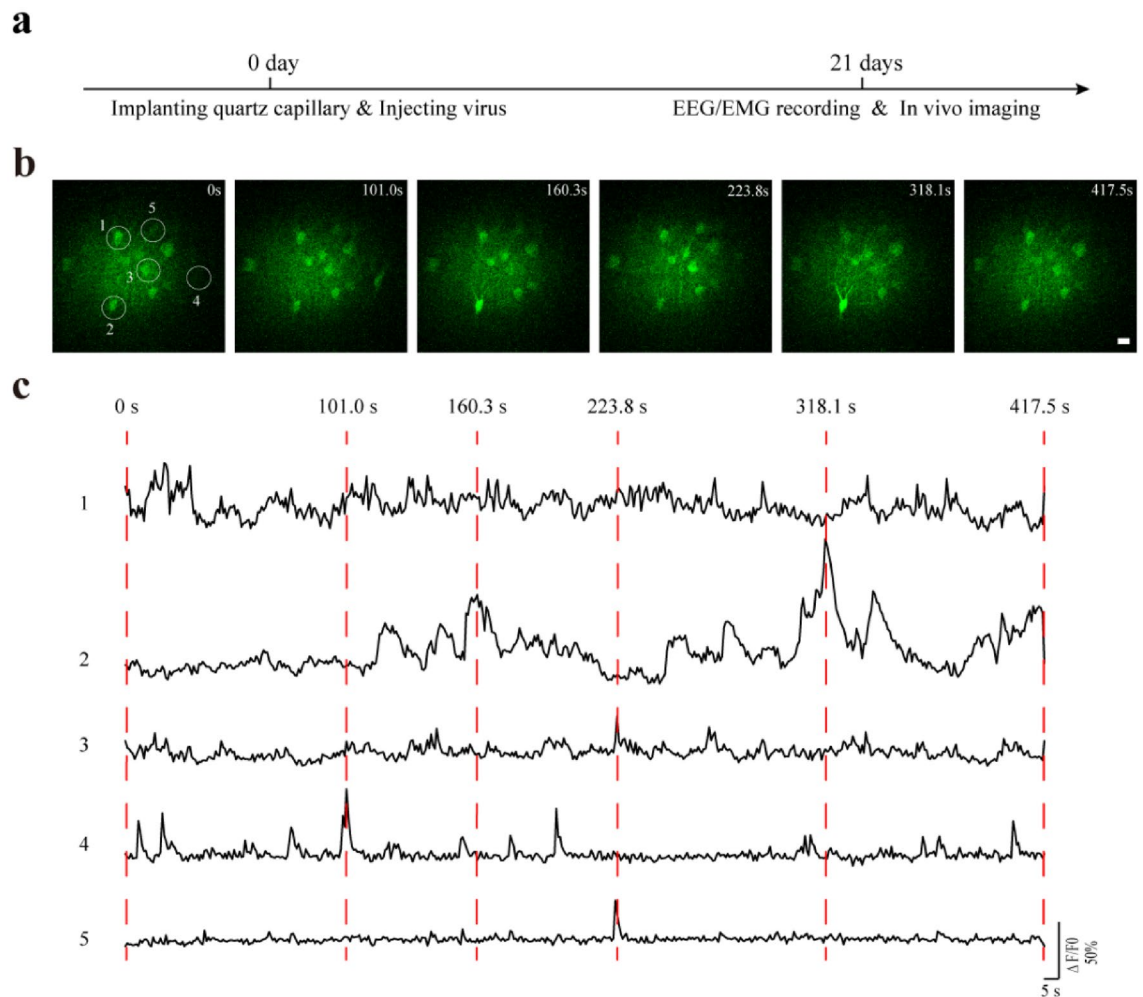 a
0 day
21 days
Implanting quartz capillary & Injecting virus
EEG/EMG recording & In vivo imaging
b
0s
101.0s
160.3s
223.8s
318.1s
417.5s
1
5
3
4
2
c
0 s
101.0 s
160.3 s
223.8 s
318.1 s
417.5 s
1
2
3
4
5
Δ F/F0
50%
5 s